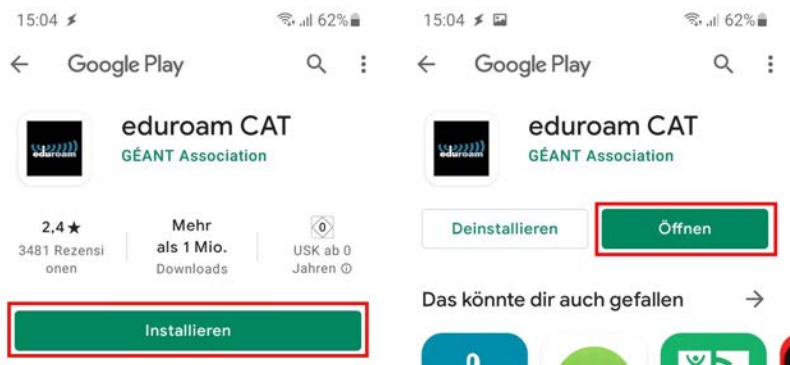 15:04 62%
Google Play
eduroam
eduroam CAT
GÉANT Association
2,4★
3481 Rezensi
onen
Mehr
als 1 Mio.
Downloads
0
USK ab 0
Jahren
Installieren
15:04 62%
Google Play
eduroam
eduroam CAT
GÉANT Association
Deinstallieren
Öffnen
Das könnte dir auch gefallen